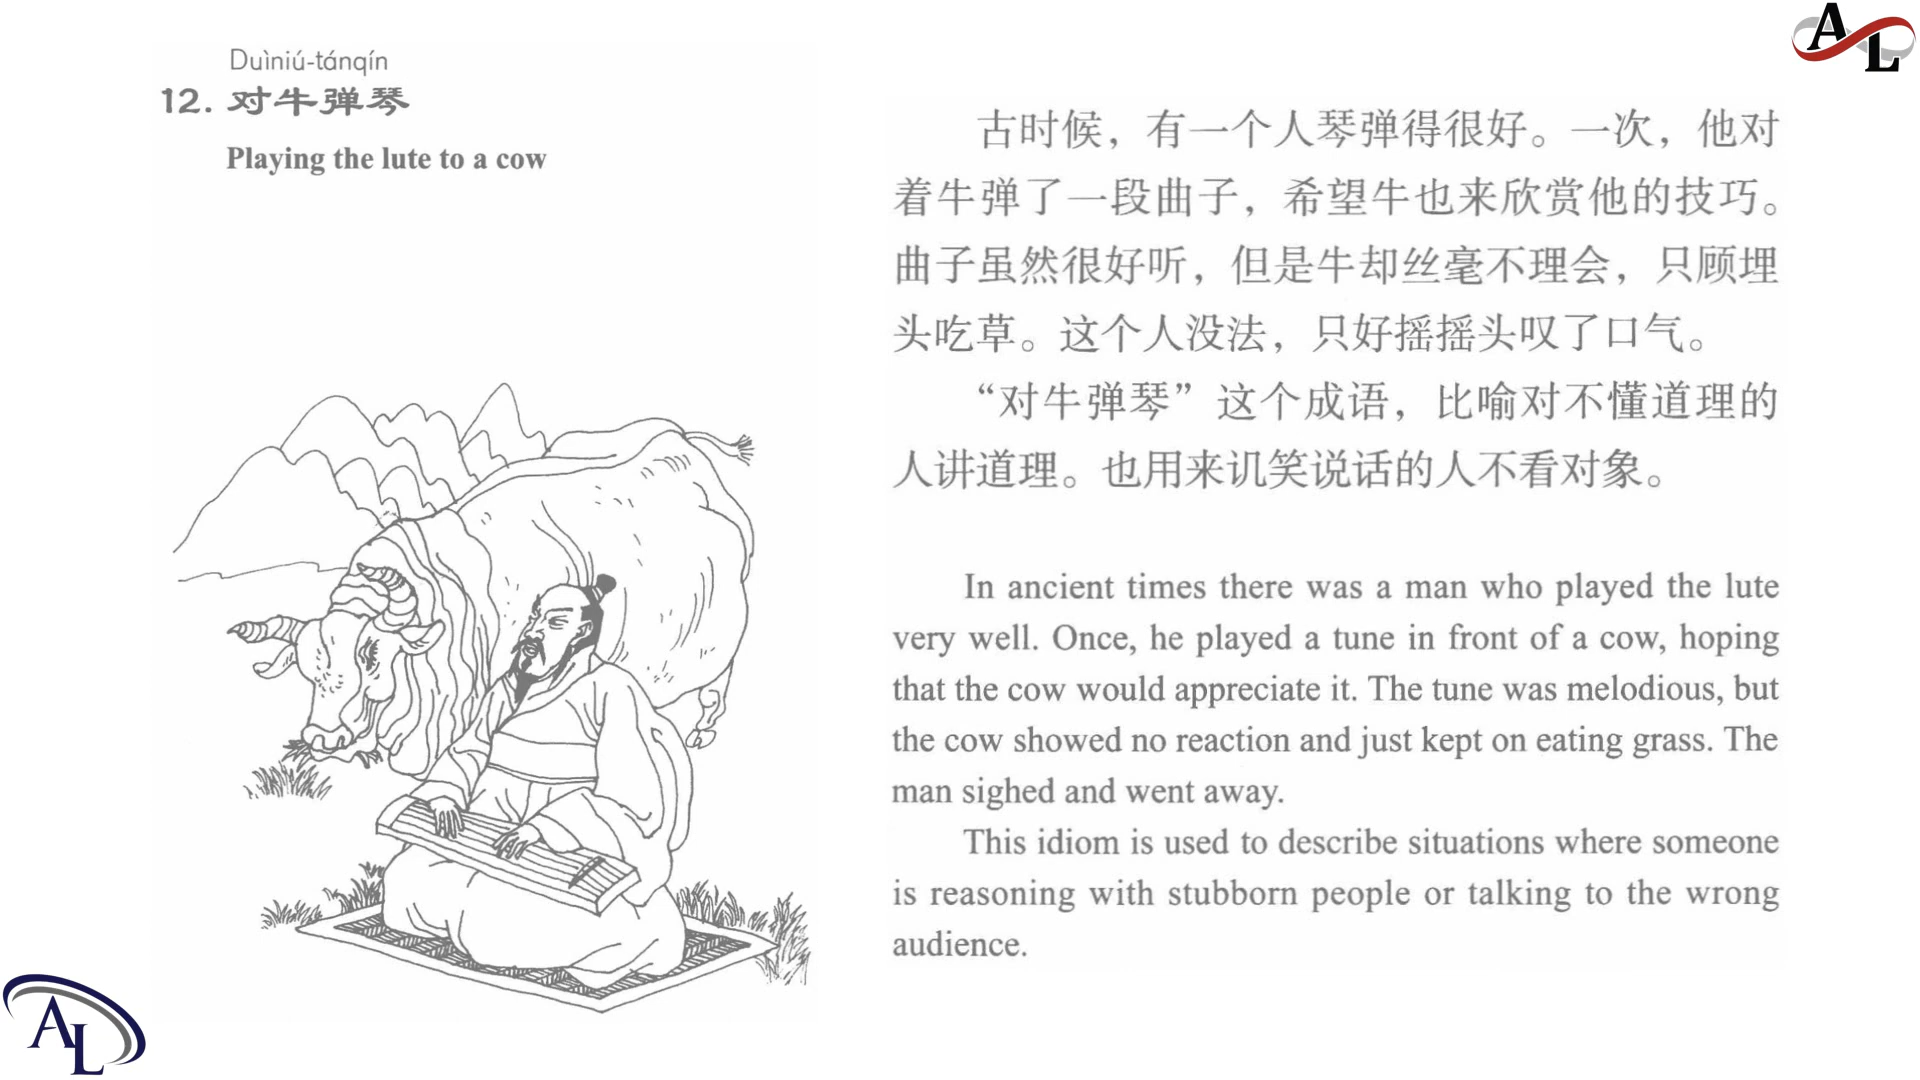 Duìniú-tánqín
12. 对牛弹琴
Playing the lute to a cow
古时候，有一个人琴弹得很好。一次，他对
着牛弹了一段曲子，希望牛也来欣赏他的技巧。
曲子虽然很好听，但是牛却丝毫不理会，只顾埋
头吃草。这个人没法，只好摇摇头叹了口气。
“对牛弹琴”这个成语，比喻对不懂道理的
人讲道理。也用来讥笑说话的人不看对象。
In ancient times there was a man who played the lute
very well. Once, he played a tune in front of a cow, hoping
that the cow would appreciate it. The tune was melodious, but
the cow showed no reaction and just kept on eating grass. The
man sighed and went away.
This idiom is used to describe situations where someone
is reasoning with stubborn people or talking to the wrong
audience.
AL
AL